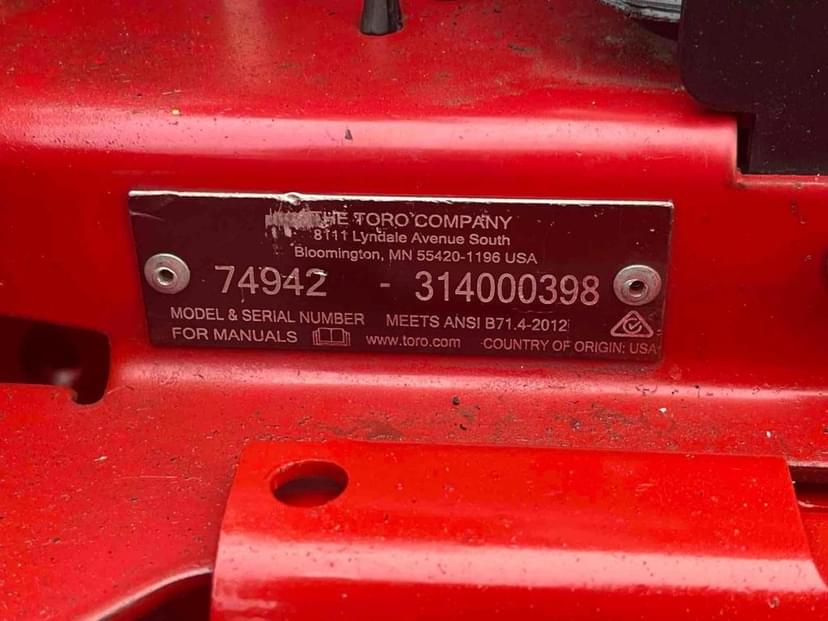 THE TORO COMPANY
8111 Lyndale Avenue South
Bloomington, MN 55420-1196 USA
74942 - 314000398
MODEL & SERIAL NUMBER MEETS ANSI B71.4-2012
FOR MANUALS www.toro.com COUNTRY OF ORIGIN: USA